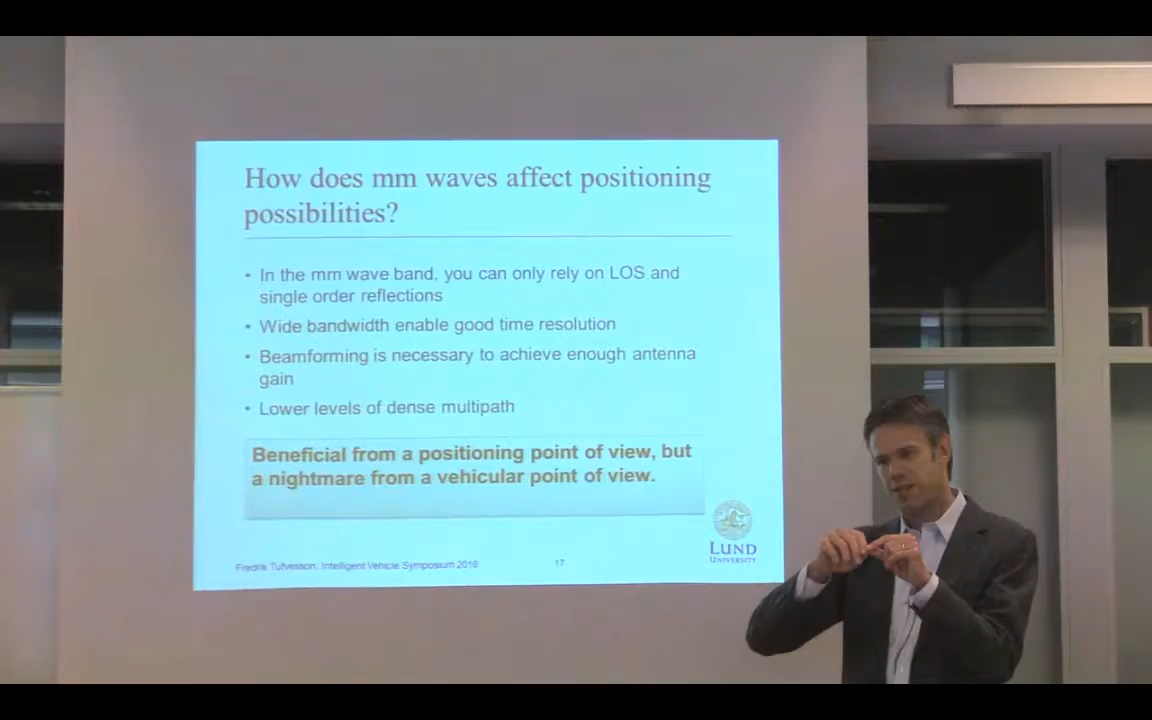 How does mm waves affect positioning
possibilities?
• In the mm wave band, you can only rely on LOS and
single order reflections
• Wide bandwidth enable good time resolution
• Beamforming is necessary to achieve enough antenna
gain
• Lower levels of dense multipath
Beneficial from a positioning point of view, but
a nightmare from a vehicular point of view.
LUND
UNIVERSITY
Fredrik Tufvesson, Intelligent Vehicle Symposium 2016
17